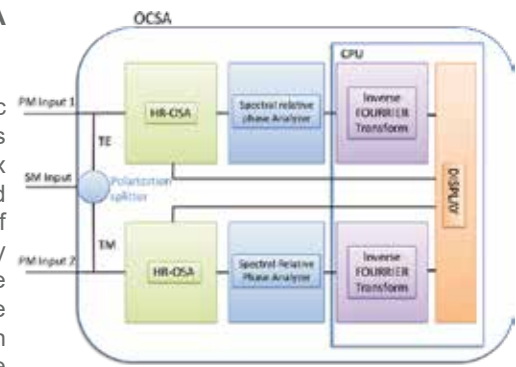 A
OCSA
CPU
c
PM Input 1
HR-OSA
Spectral relative
phase Analyzer
Inverse
FOURRIER
Transform
s
TE
x
SM Input
Polarization
splitter
d
DISPLAY
f
TM
y
PM Input 2
HR-OSA
Spectral Relative
Phase Analyzer
Inverse
FOURRIER
Transform
e
e
n
e